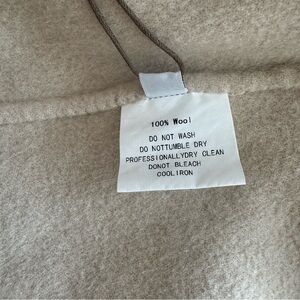 100% Wool
DO NOT WASH
DO NOTTUMBLE DRY
PROFESSIONALLYDRY CLEAN
DONOT BLEACH
COOLIRON